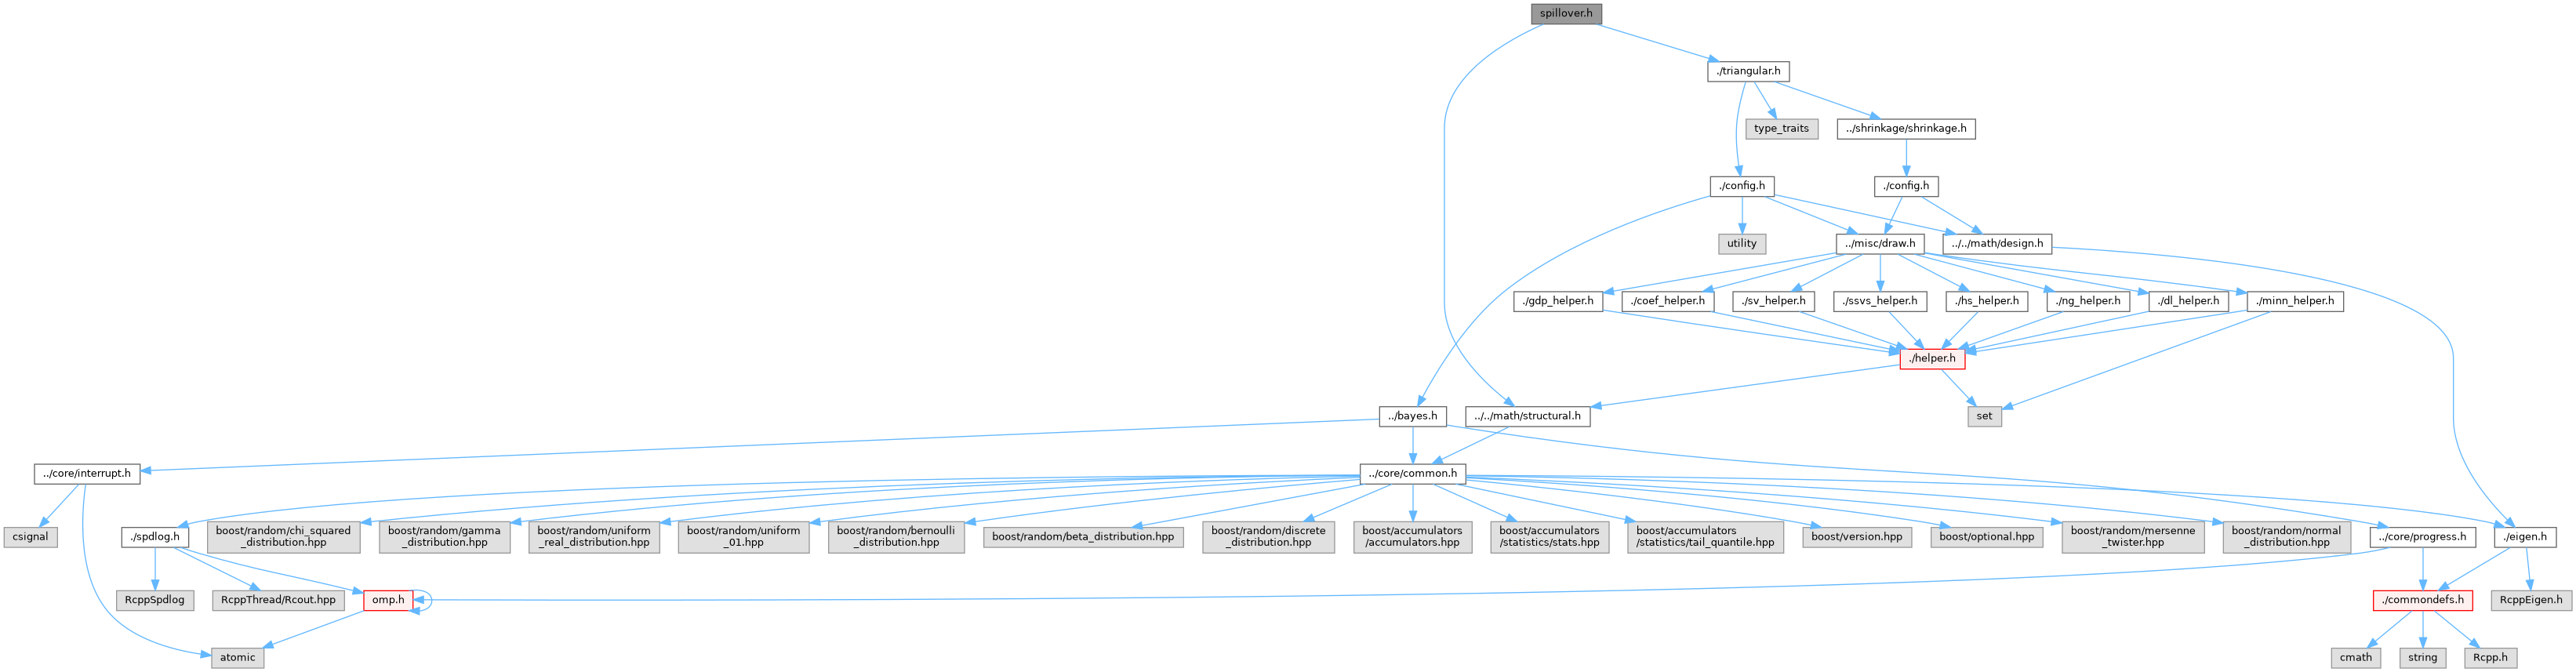 spillover.h
./triangular.h
type_traits
../shrinkage/shrinkage.h
./config.h
./config.h
utility
../misc/draw.h
../../math/design.h
./gdp_helper.h
./coef_helper.h
./sv_helper.h
./ssvs_helper.h
./hs_helper.h
./ng_helper.h
./dl_helper.h
./minn_helper.h
./helper.h
../bayes.h
../../math/structural.h
set
../core/interrupt.h
../core/common.h
csignal
./spdlog.h
boost/random/chi_squared
_distribution.hpp
boost/random/gamma
_distribution.hpp
boost/random/uniform
_real_distribution.hpp
boost/random/uniform
_01.hpp
boost/random/bernoulli
_distribution.hpp
boost/random/beta_distribution.hpp
boost/random/discrete
_distribution.hpp
boost/accumulators
/accumulators.hpp
boost/accumulators
/statistics/stats.hpp
boost/accumulators
/statistics/tail_quantile.hpp
boost/version.hpp
boost/optional.hpp
boost/random/mersenne
_twister.hpp
boost/random/normal
_distribution.hpp
../core/progress.h
./eigen.h
RcppSpdlog
RcppThread/Rcout.hpp
omp.h
./commondefs.h
RcppEigen.h
atomic
cmath
string
Rcpp.h